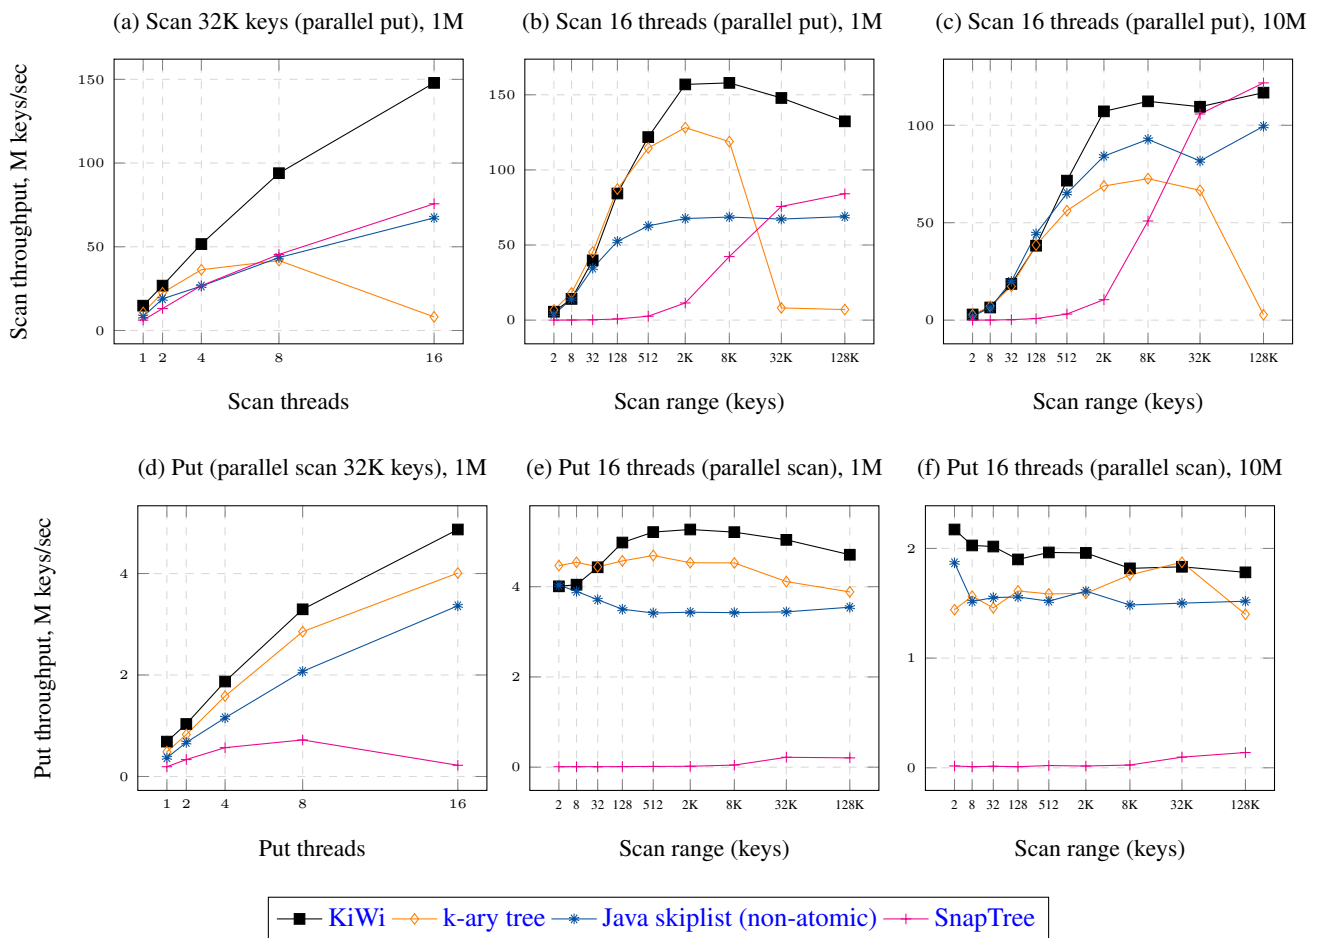 (a) Scan 32K keys (parallel put), 1M
(b) Scan 16 threads (parallel put), 1M
(c) Scan 16 threads (parallel put), 10M
Scan throughput, M keys/sec
150
100
50
0
1 2 4 8 16
Scan threads
150
100
50
0
2 8 32 128 512 2K 8K 32K 128K
Scan range (keys)
100
50
0
2 8 32 128 512 2K 8K 32K 128K
Scan range (keys)
(d) Put (parallel scan 32K keys), 1M
(e) Put 16 threads (parallel scan), 1M
(f) Put 16 threads (parallel scan), 10M
Put throughput, M keys/sec
4
2
0
1 2 4 8 16
Put threads
4
2
0
2 8 32 128 512 2K 8K 32K 128K
Scan range (keys)
2
1
0
2 8 32 128 512 2K 8K 32K 128K
Scan range (keys)
KiWi k-ary tree Java skiplist (non-atomic) SnapTree